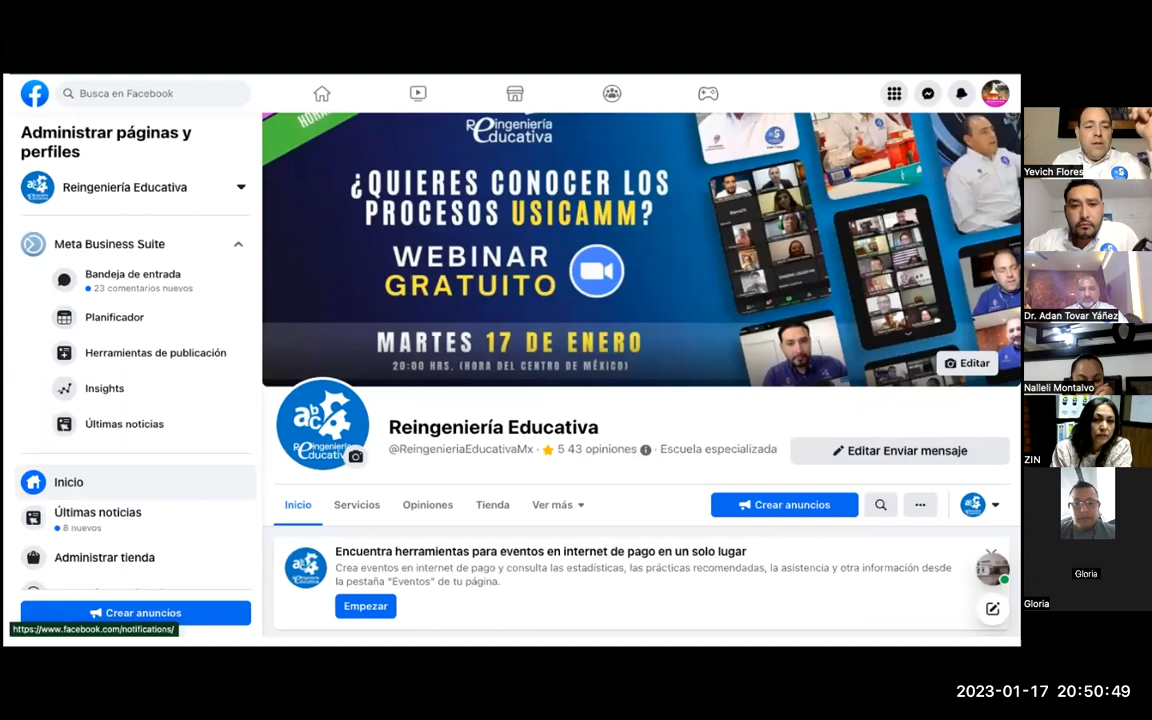 Busca en Facebook
Administrar páginas y
perfiles
Reingeniería Educativa
Meta Business Suite
Bandeja de entrada
23 comentarios nuevos
Planificador
Herramientas de publicación
Insights
Últimas noticias
Inicio
Últimas noticias
8 nuevos
Administrar tienda
Crear anuncios
https://www.facebook.com/notifications/
HORA
Reingeniería
Educativa
¿QUIERES CONOCER LOS
PROCESOS USICAMM?
WEBINAR
GRATUITO
MARTES 17 DE ENERO
20:00 HRS. (HORA DEL CENTRO DE MÉXICO)
Editar
abc
Reingeniería
Educativa
Reingeniería Educativa
@ReingenieriaEducativaMx · 5 43 opiniones · Escuela especializada
Editar Enviar mensaje
Inicio
Servicios
Opiniones
Tienda
Ver más
Crear anuncios
Encuentra herramientas para eventos en internet de pago en un solo lugar
Crea eventos en internet de pago y consulta las estadísticas, las prácticas recomendadas, la asistencia y otra información desde
la pestaña "Eventos" de tu página.
Empezar
Yevich Flores
Dr. Adan Tovar Yáñez
Nalleli Montalvo
ZIN
Gloria
Gloria
2023-01-17 20:50:49